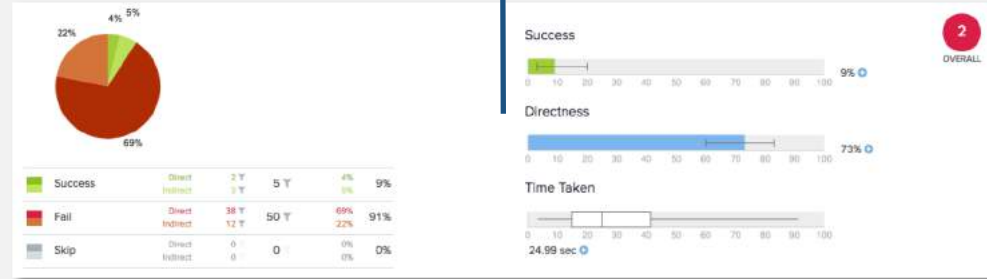 4% 5%
22%
69%
Success Direct 2 5 4% 9%
Indirect 3 5%
Fail Direct 38 50 69% 91%
Indirect 12 22%
Skip Direct 0 0 0% 0%
Indirect 0 0%
Success
9%
0 10 20 30 40 50 60 70 80 90 100
Directness
73%
0 10 20 30 40 50 60 70 80 90 100
Time Taken
0 10 20 30 40 50 60 70 80 90 100
24.99 sec
2
OVERALL